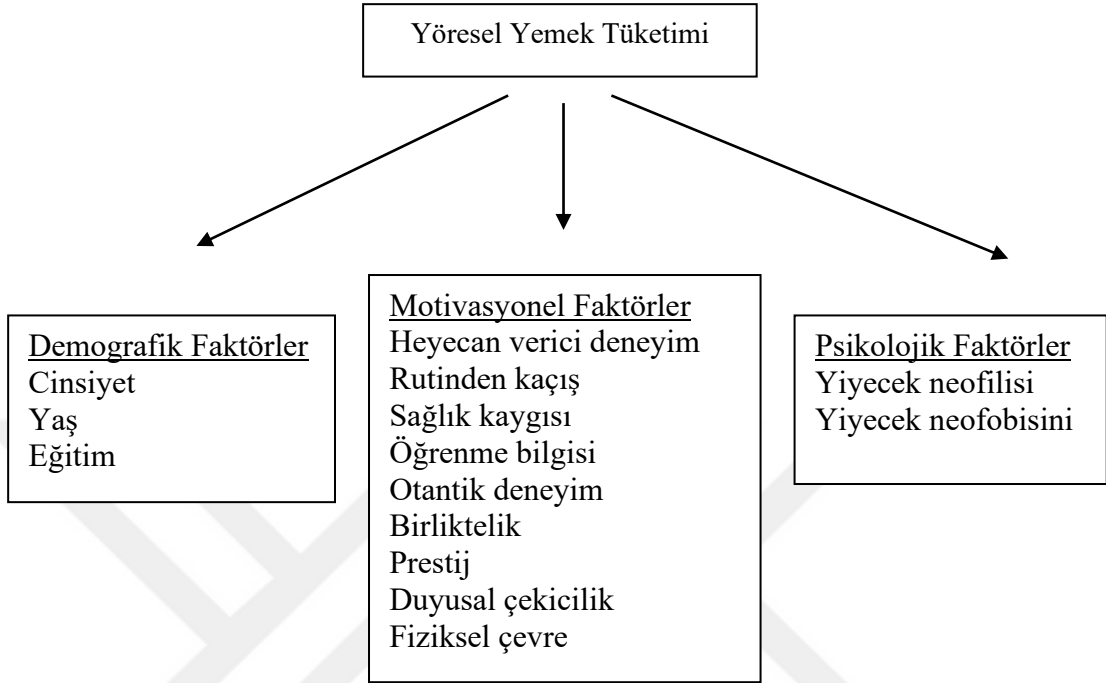 Yöresel Yemek Tüketimi
Demografik Faktörler
Cinsiyet
Yaş
Eğitim
Motivasyonel Faktörler
Heyecan verici deneyim
Rutinden kaçış
Sağlık kaygısı
Öğrenme bilgisi
Otantik deneyim
Birliktelik
Prestij
Duyusal çekicilik
Fiziksel çevre
Psikolojik Faktörler
Yiyecek neofilisi
Yiyecek neofobisini